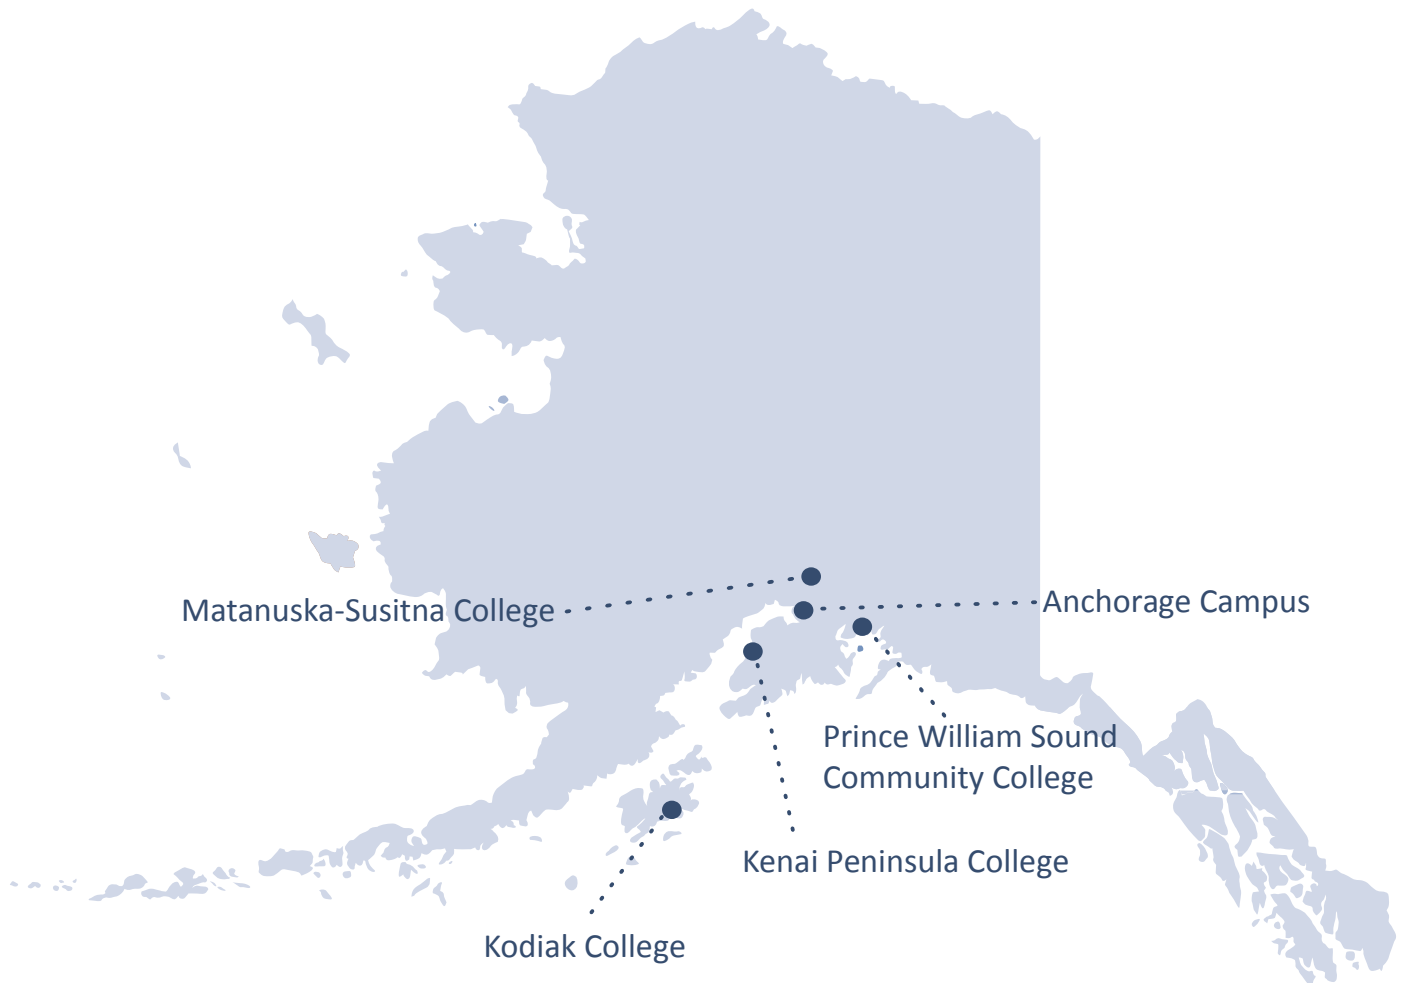 Matanuska-Susitna College
Anchorage Campus
Prince William Sound
Community College
Kenai Peninsula College
Kodiak College